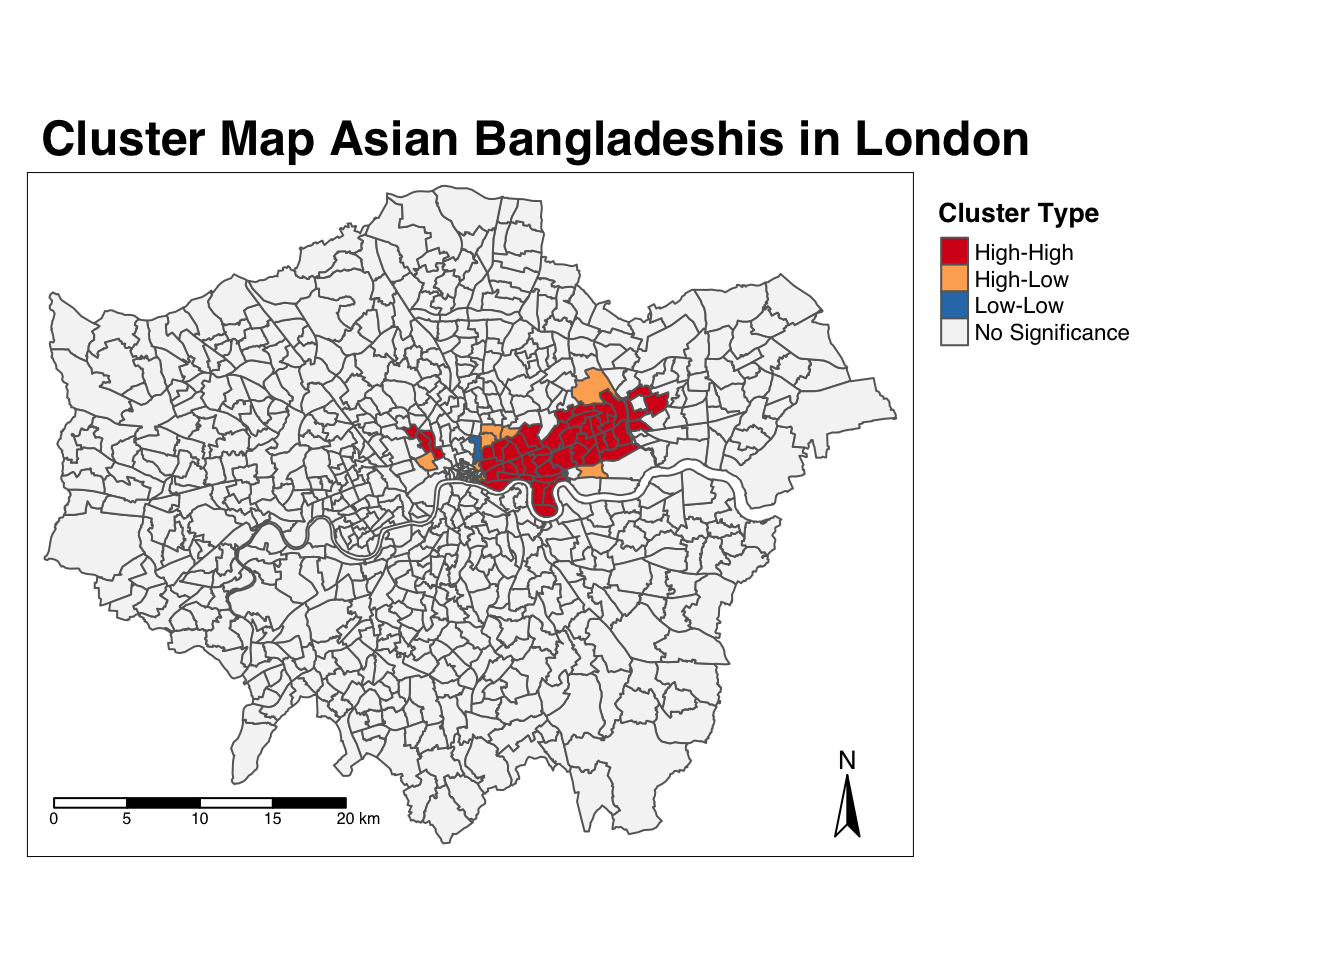 Cluster Map Asian Bangladeshis in London
Cluster Type
High-High
High-Low
Low-Low
No Significance
N
0 5 10 15 20 km